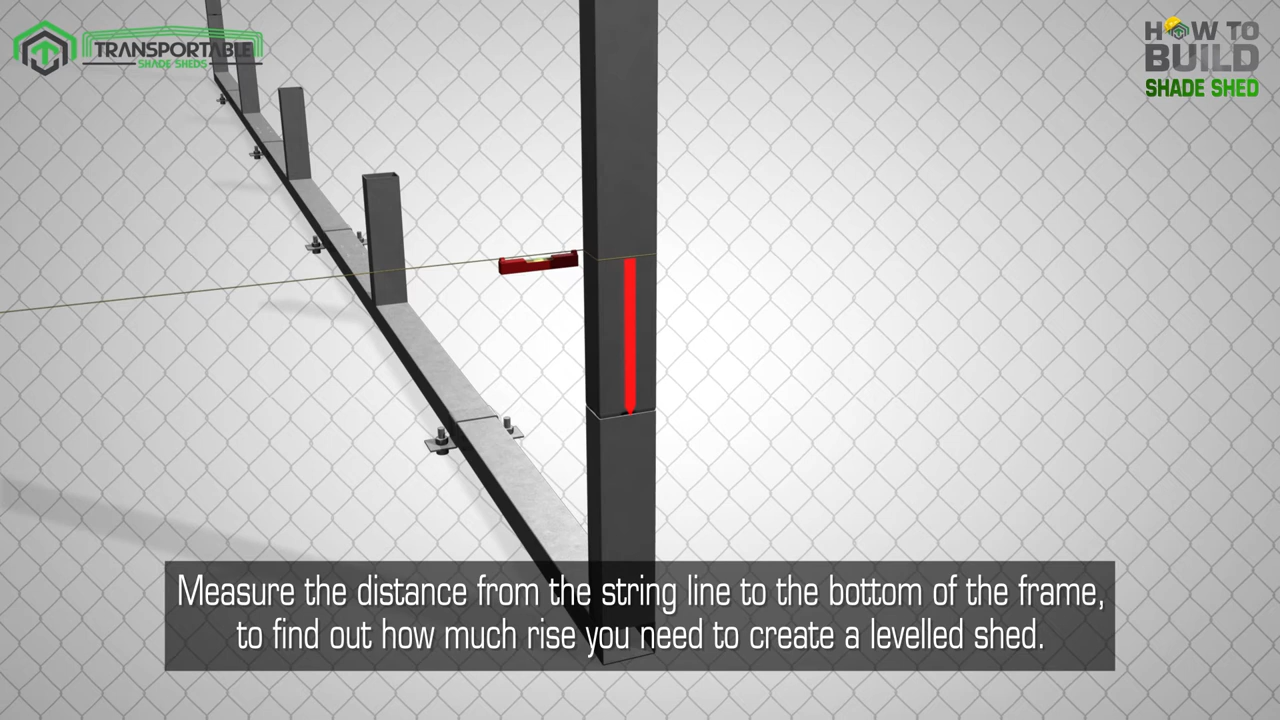 TRANSPORTABLE
SHADE SHEDS
HOW TO
BUILD
SHADE SHED
Measure the distance from the string line to the bottom of the frame,
to find out how much rise you need to create a levelled shed.